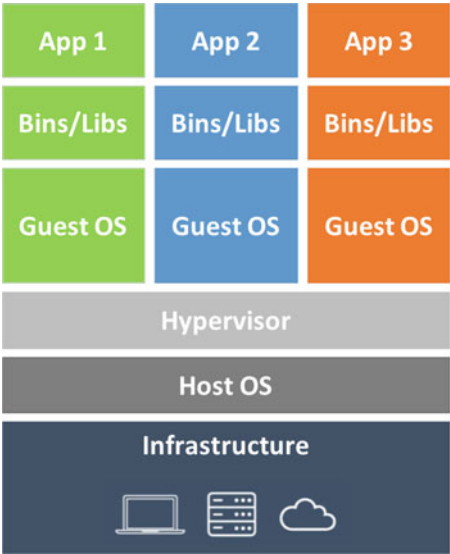 App 1 App 2 App 3
Bins/Libs Bins/Libs Bins/Libs
Guest OS Guest OS Guest OS
Hypervisor
Host OS
Infrastructure